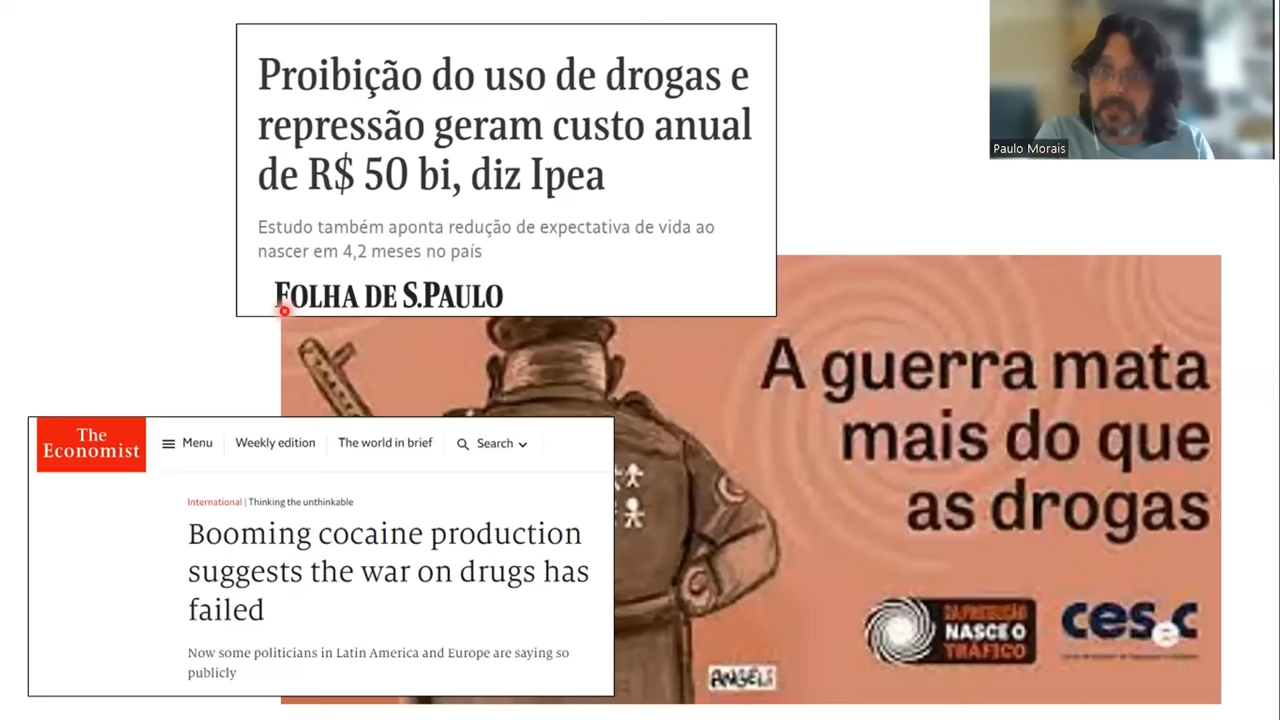 Proibição do uso de drogas e
repressão geram custo anual
de R$ 50 bi, diz Ipea
Estudo também aponta redução de expectativa de vida ao
nascer em 4,2 meses no país
FOLHA DE S.PAULO
Paulo Morais
A guerra mata
mais do que
as drogas
The
Economist
Menu
Weekly edition
The world in brief
Search
International | Thinking the unthinkable
Booming cocaine production
suggests the war on drugs has
failed
Now some politicians in Latin America and Europe are saying so
publicly
DA PROIBIÇÃO
NASCE O
TRÁFICO
cesec
ANGELI